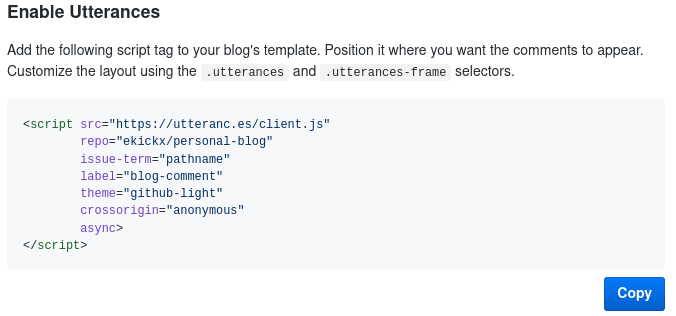 Enable Utterances
Add the following script tag to your blog's template. Position it where you want the comments to appear.
Customize the layout using the .utterances and .utterances-frame selectors.
<script src="https://utteranc.es/client.js"
        repo="ekickx/personal-blog"
        issue-term="pathname"
        label="blog-comment"
        theme="github-light"
        crossorigin="anonymous"
        async>
</script>
Copy